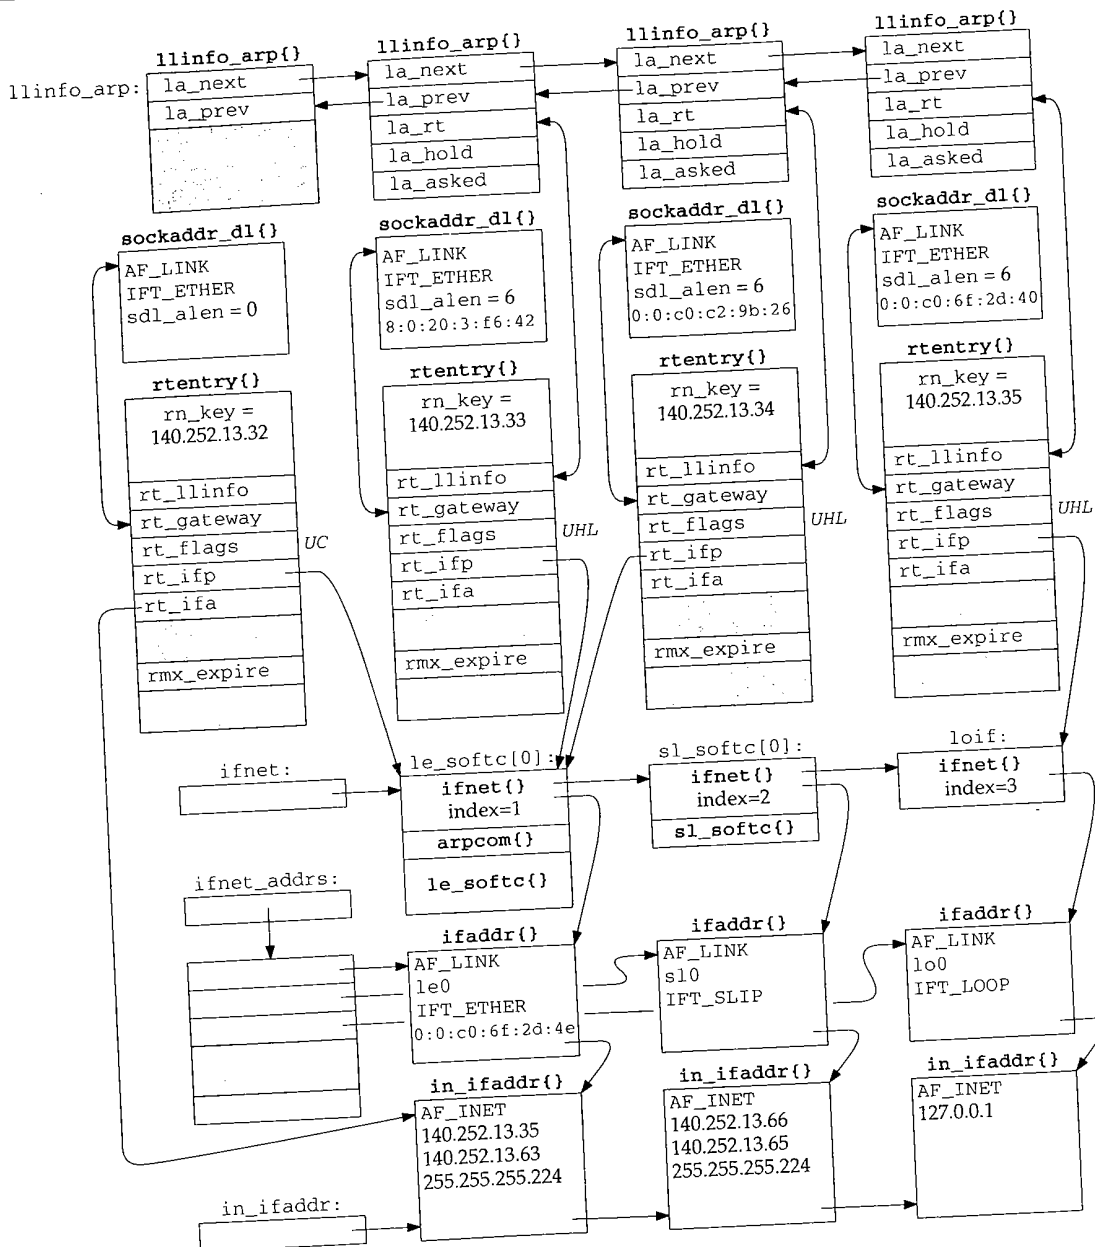 llinfo_arp:
llinfo_arp{}
la_next
la_prev
llinfo_arp{}
la_next
la_prev
la_rt
la_hold
la_asked
llinfo_arp{}
la_next
la_prev
la_rt
la_hold
la_asked
llinfo_arp{}
la_next
la_prev
la_rt
la_hold
la_asked
sockaddr_dl{}
AF_LINK
IFT_ETHER
sdl_alen = 0
sockaddr_dl{}
AF_LINK
IFT_ETHER
sdl_alen = 6
8:0:20:3:f6:42
sockaddr_dl{}
AF_LINK
IFT_ETHER
sdl_alen = 6
0:0:c0:c2:9b:26
sockaddr_dl{}
AF_LINK
IFT_ETHER
sdl_alen = 6
0:0:c0:6f:2d:40
rtentry{}
rn_key =
140.252.13.32
rt_llinfo
rt_gateway
rt_flags
UC
rt_ifp
rt_ifa
rmx_expire
rtentry{}
rn_key =
140.252.13.33
rt_llinfo
rt_gateway
rt_flags
UHL
rt_ifp
rt_ifa
rmx_expire
rtentry{}
rn_key =
140.252.13.34
rt_llinfo
rt_gateway
rt_flags
UHL
rt_ifp
rt_ifa
rmx_expire
rtentry{}
rn_key =
140.252.13.35
rt_llinfo
rt_gateway
rt_flags
UHL
rt_ifp
rt_ifa
rmx_expire
ifnet:
le_softc[0]:
ifnet{}
index=1
arpcom{}
le_softc{}
sl_softc[0]:
ifnet{}
index=2
sl_softc{}
loif:
ifnet{}
index=3
ifnet_addrs:
ifaddr{}
AF_LINK
le0
IFT_ETHER
0:0:c0:6f:2d:4e
ifaddr{}
AF_LINK
sl0
IFT_SLIP
ifaddr{}
AF_LINK
lo0
IFT_LOOP
in_ifaddr{}
AF_INET
140.252.13.35
140.252.13.63
255.255.255.224
in_ifaddr{}
AF_INET
140.252.13.66
140.252.13.65
255.255.255.224
in_ifaddr{}
AF_INET
127.0.0.1
in_ifaddr: